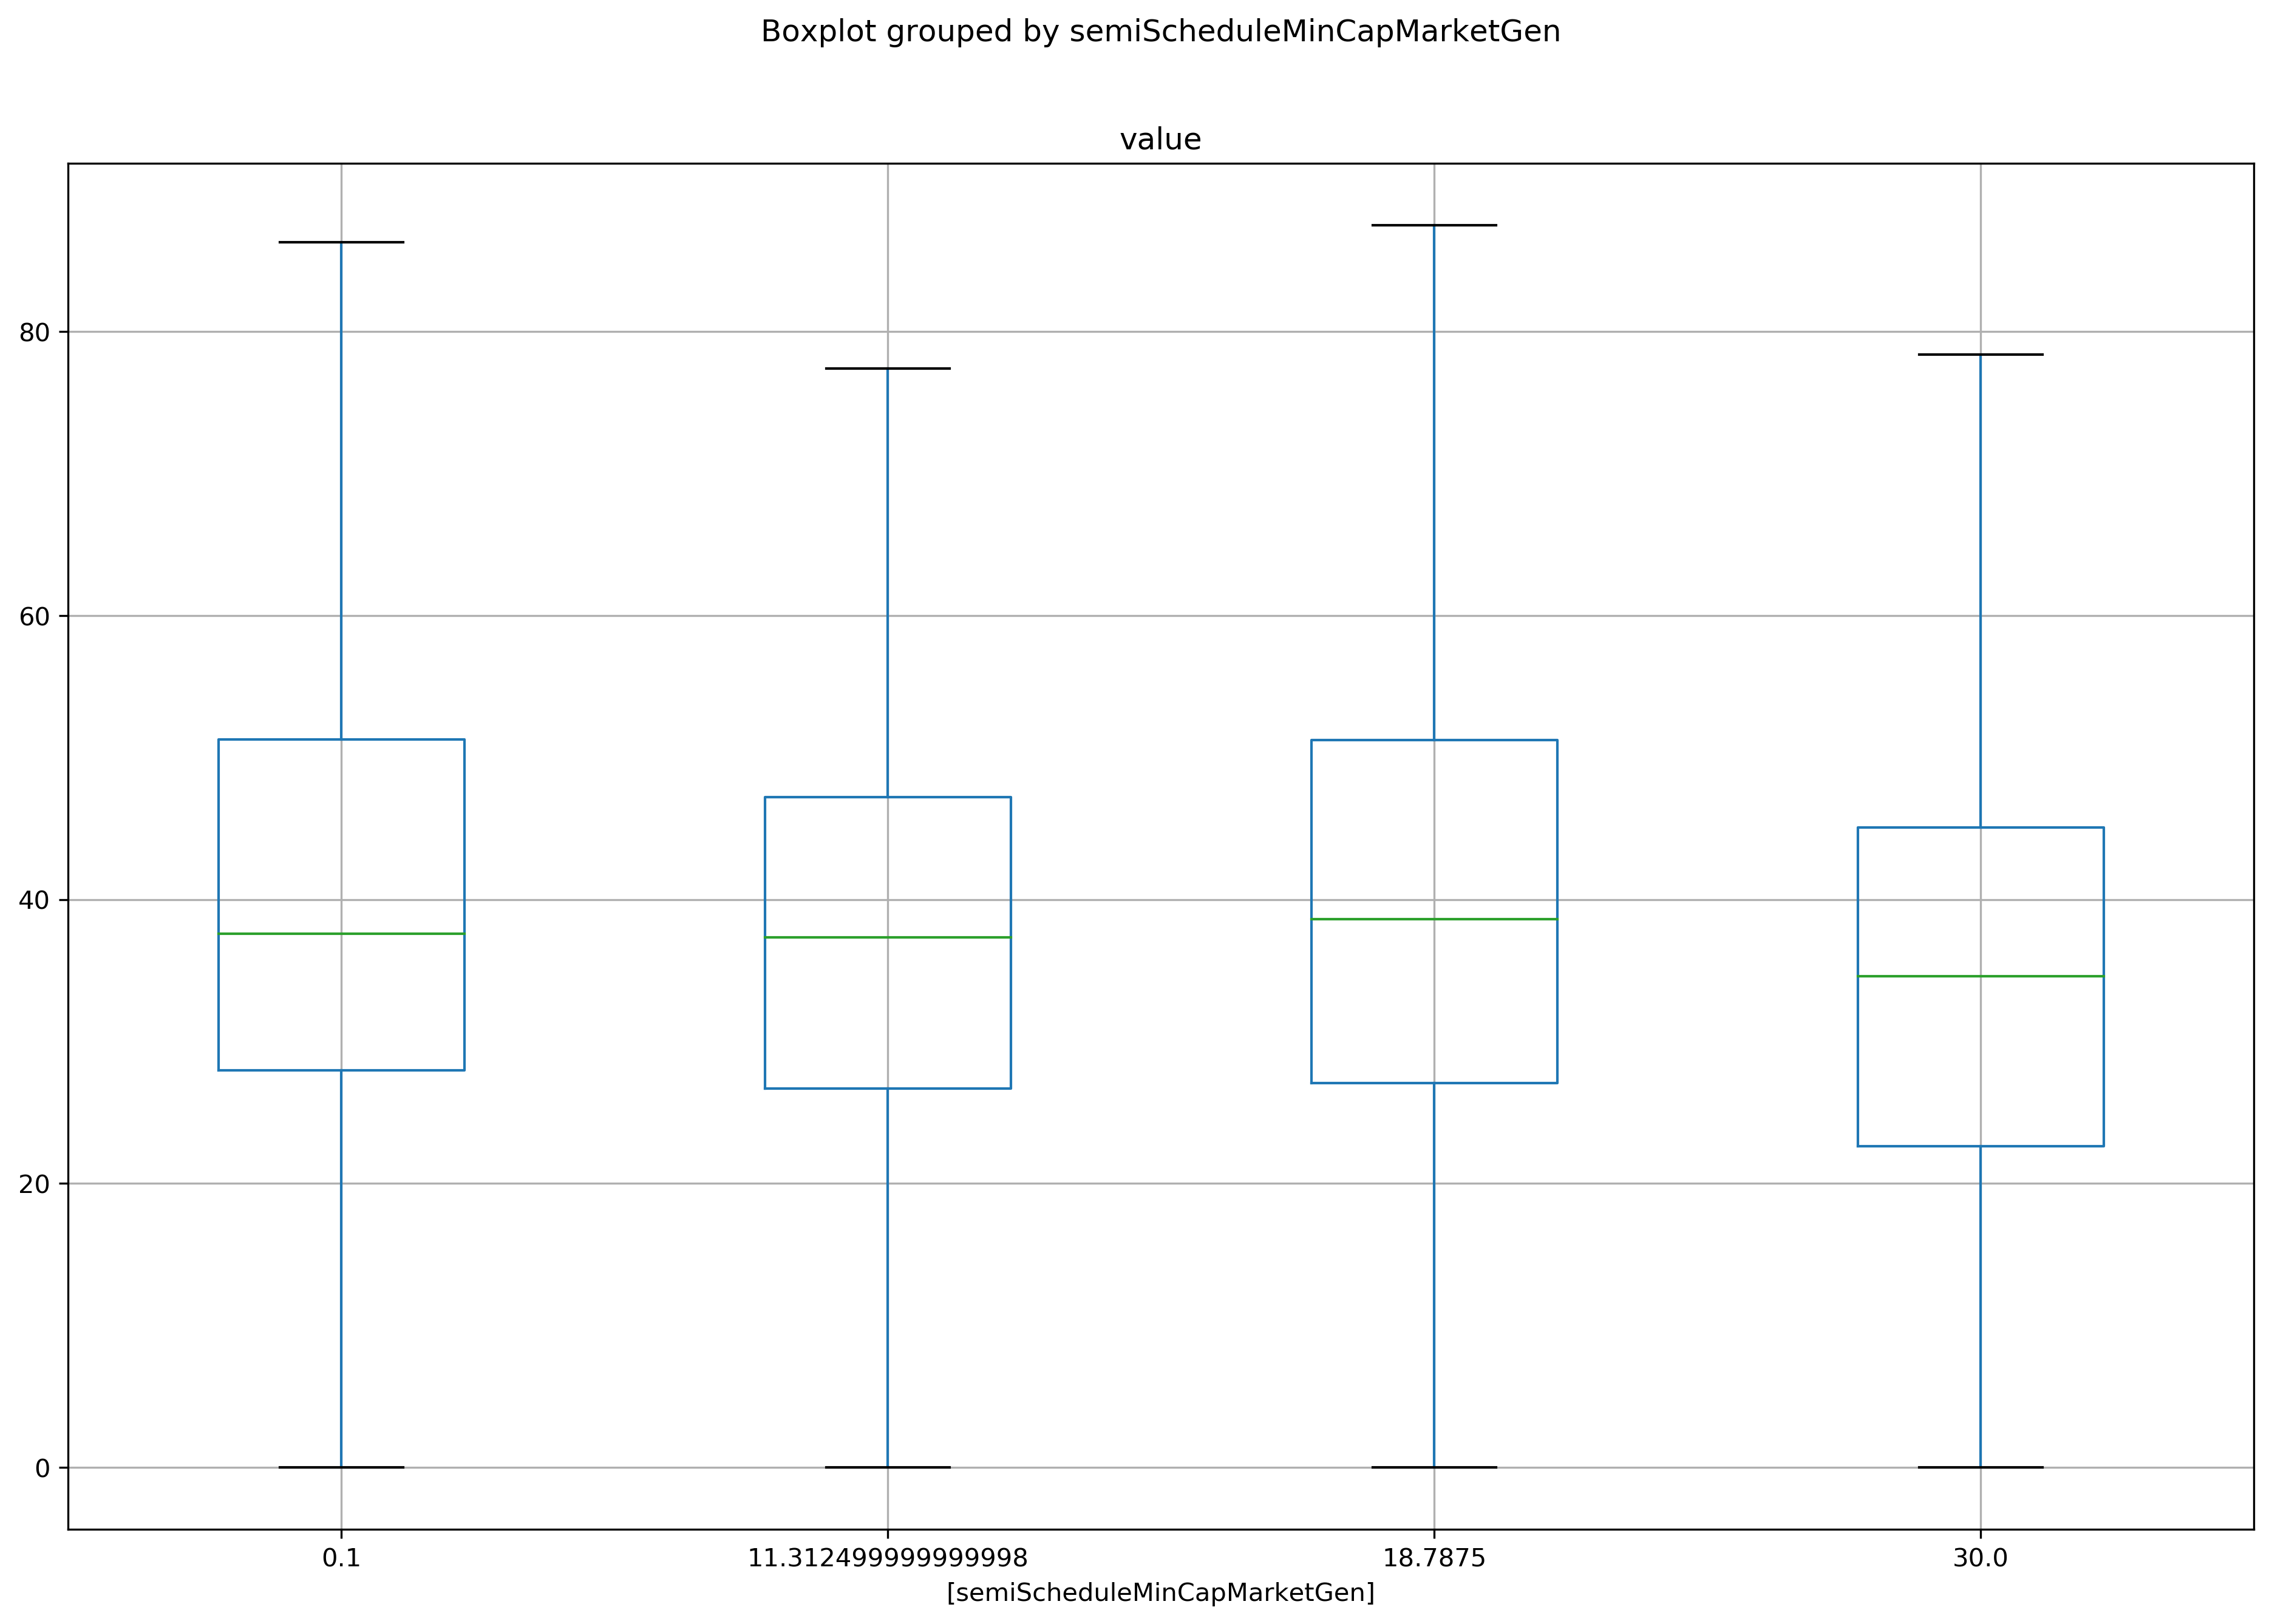 Boxplot grouped by semiScheduleMinCapMarketGen
value
80
60
40
20
0
0.1 11.312499999999998 18.7875 30.0
[semiScheduleMinCapMarketGen]